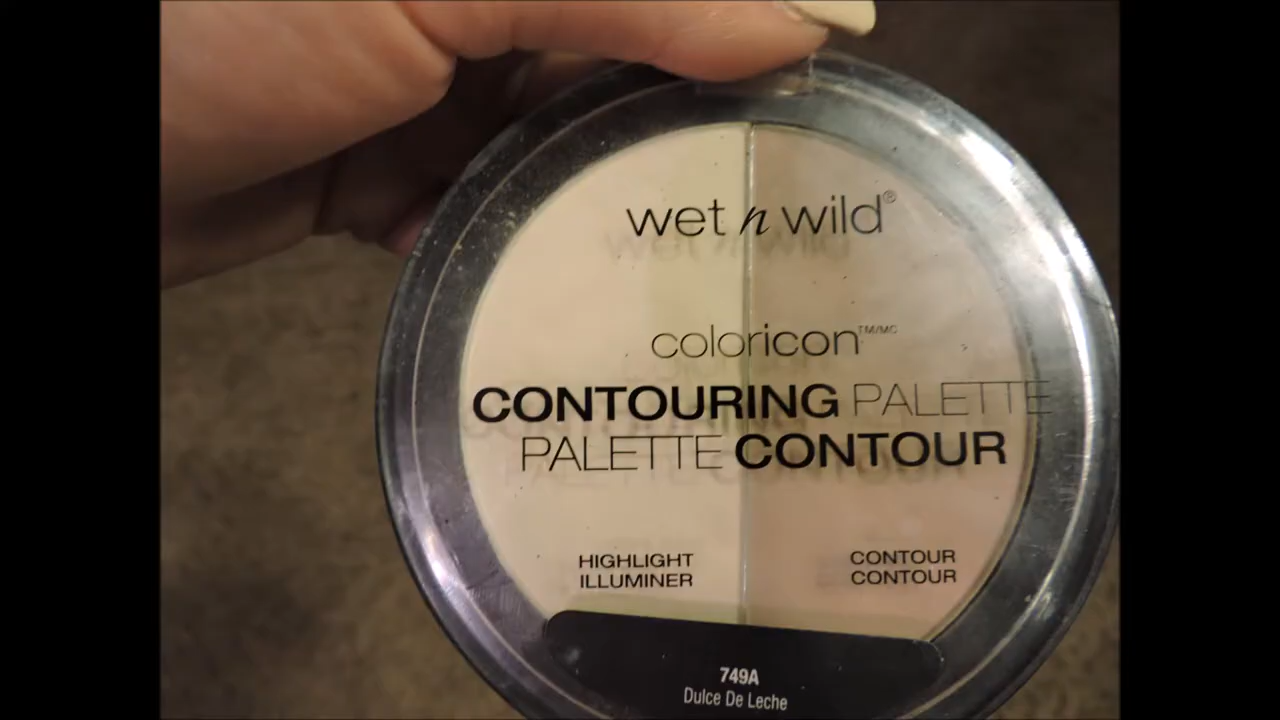 wet n wild®
coloricon™/MC
CONTOURING PALETTE
PALETTE CONTOUR
HIGHLIGHT
ILLUMINER
CONTOUR
CONTOUR
749A
Dulce De Leche